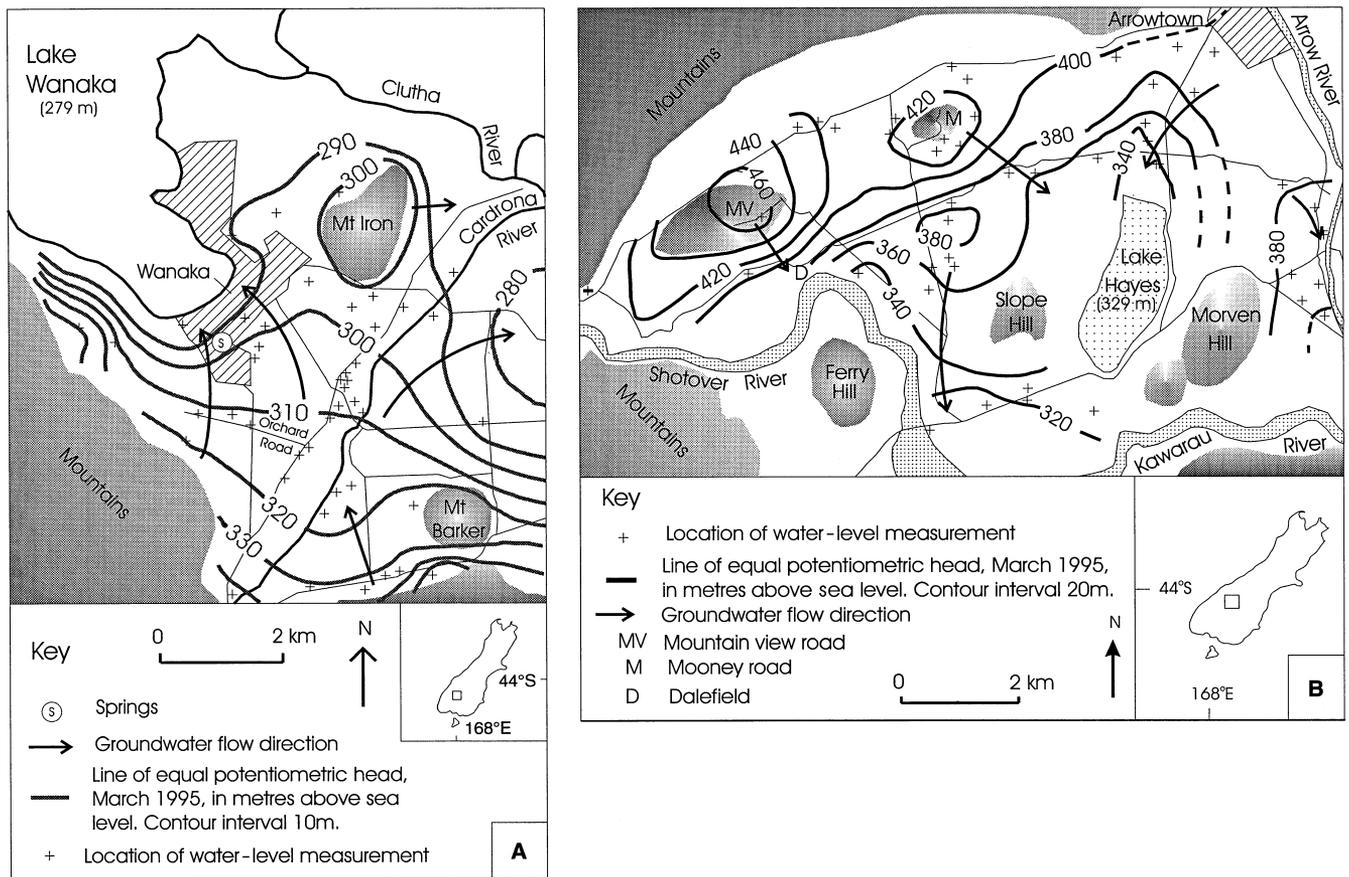 Lake
Wanaka
(279 m)
Clutha
River
290
300
Mt Iron
Cardrona
River
Wanaka
280
S
300
310
Orchard
Road
Mountains
320
330
Mt
Barker
Key
0 2 km
N
44°S
168°E
S Springs
Groundwater flow direction
Line of equal potentiometric head,
March 1995, in metres above sea
level. Contour interval 10m.
+ Location of water-level measurement
A
Arrowtown
Arrow River
Mountains
400
420
M
440
380
340
460
MV
380
380
360
420
D
340
Lake
Hayes
(329 m)
Slope
Hill
Morven
Hill
Shotover River
Ferry
Hill
Mountains
320
Kawarau River
Key
+ Location of water-level measurement
Line of equal potentiometric head, March 1995,
in metres above sea level. Contour interval 20m.
Groundwater flow direction
MV Mountain view road
M Mooney road
D Dalefield
0 2 km
N
44°S
168°E
B